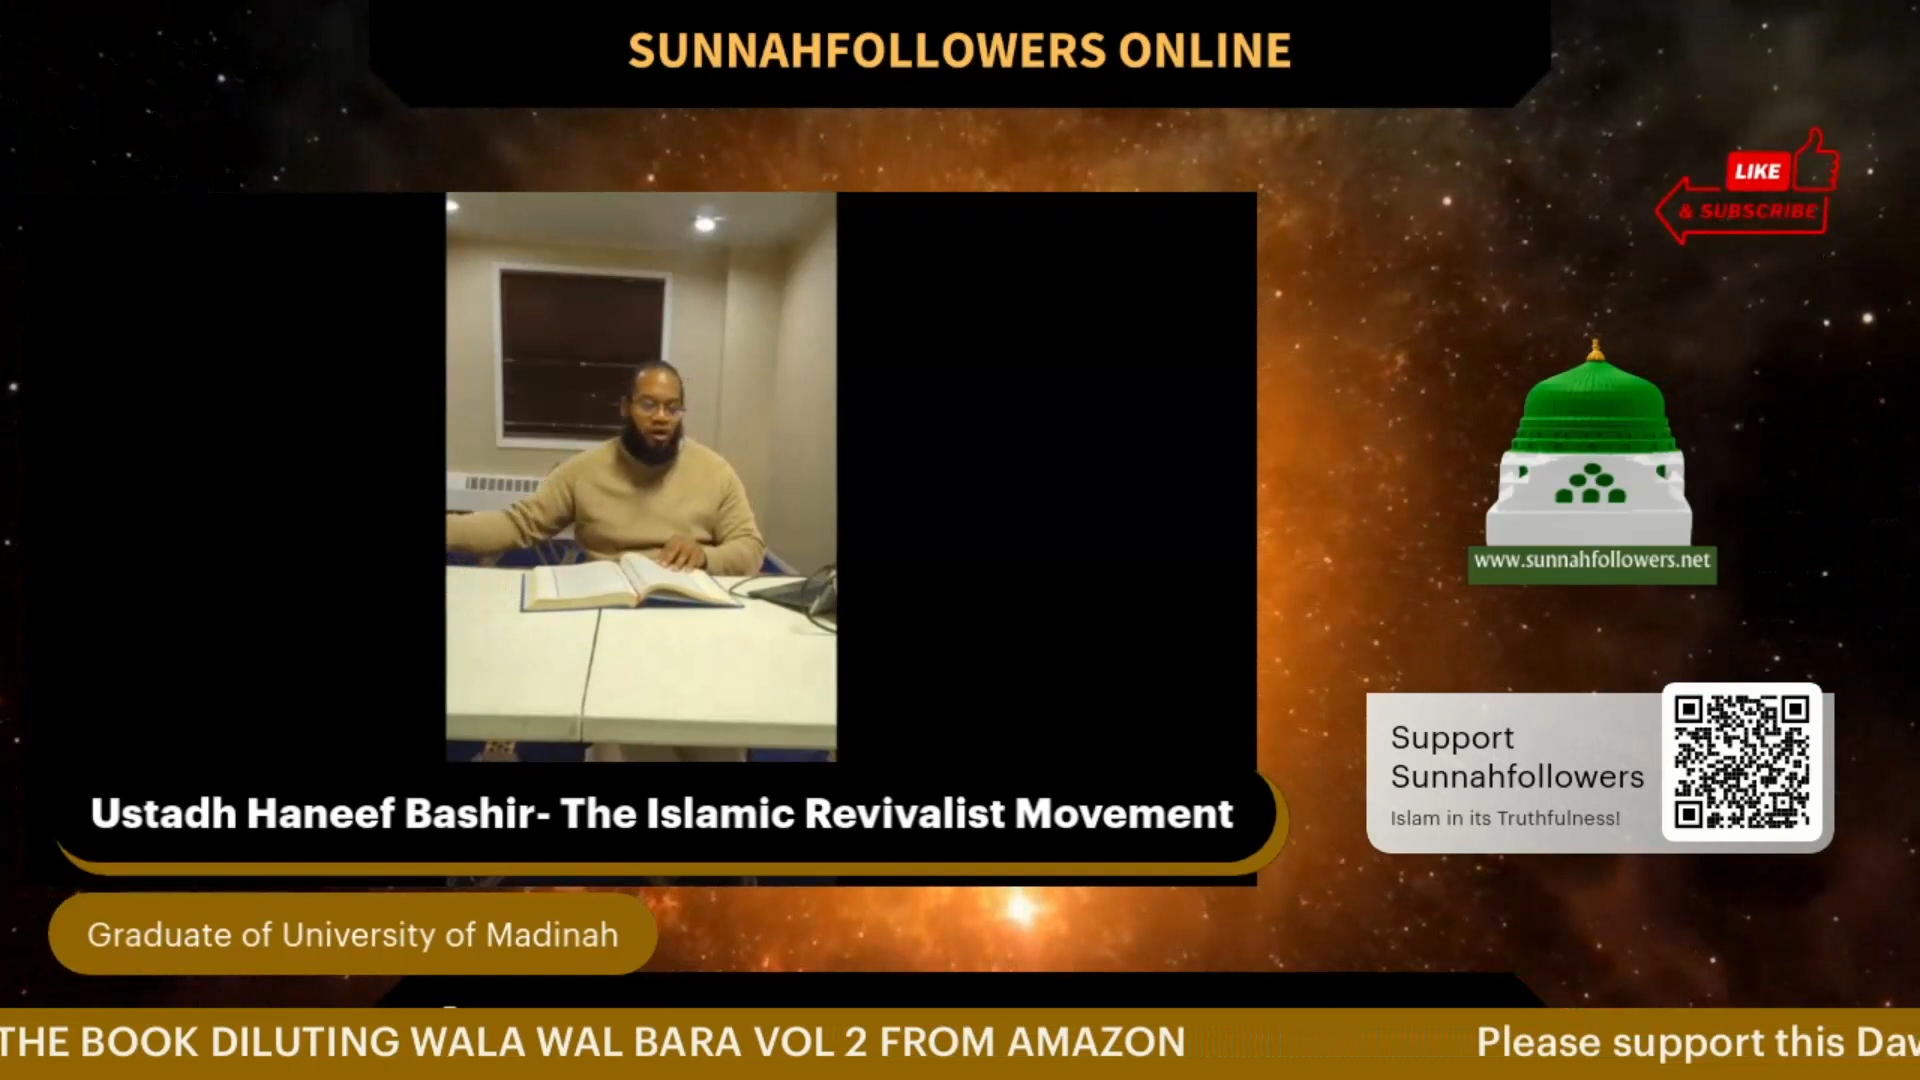 SUNNAHFOLLOWERS ONLINE
LIKE
& SUBSCRIBE
www.sunnahfollowers.net
Support
Sunnahfollowers
Islam in its Truthfulness!
Ustadh Haneef Bashir- The Islamic Revivalist Movement
Graduate of University of Madinah
THE BOOK DILUTING WALA WAL BARA VOL 2 FROM AMAZON
Please support this